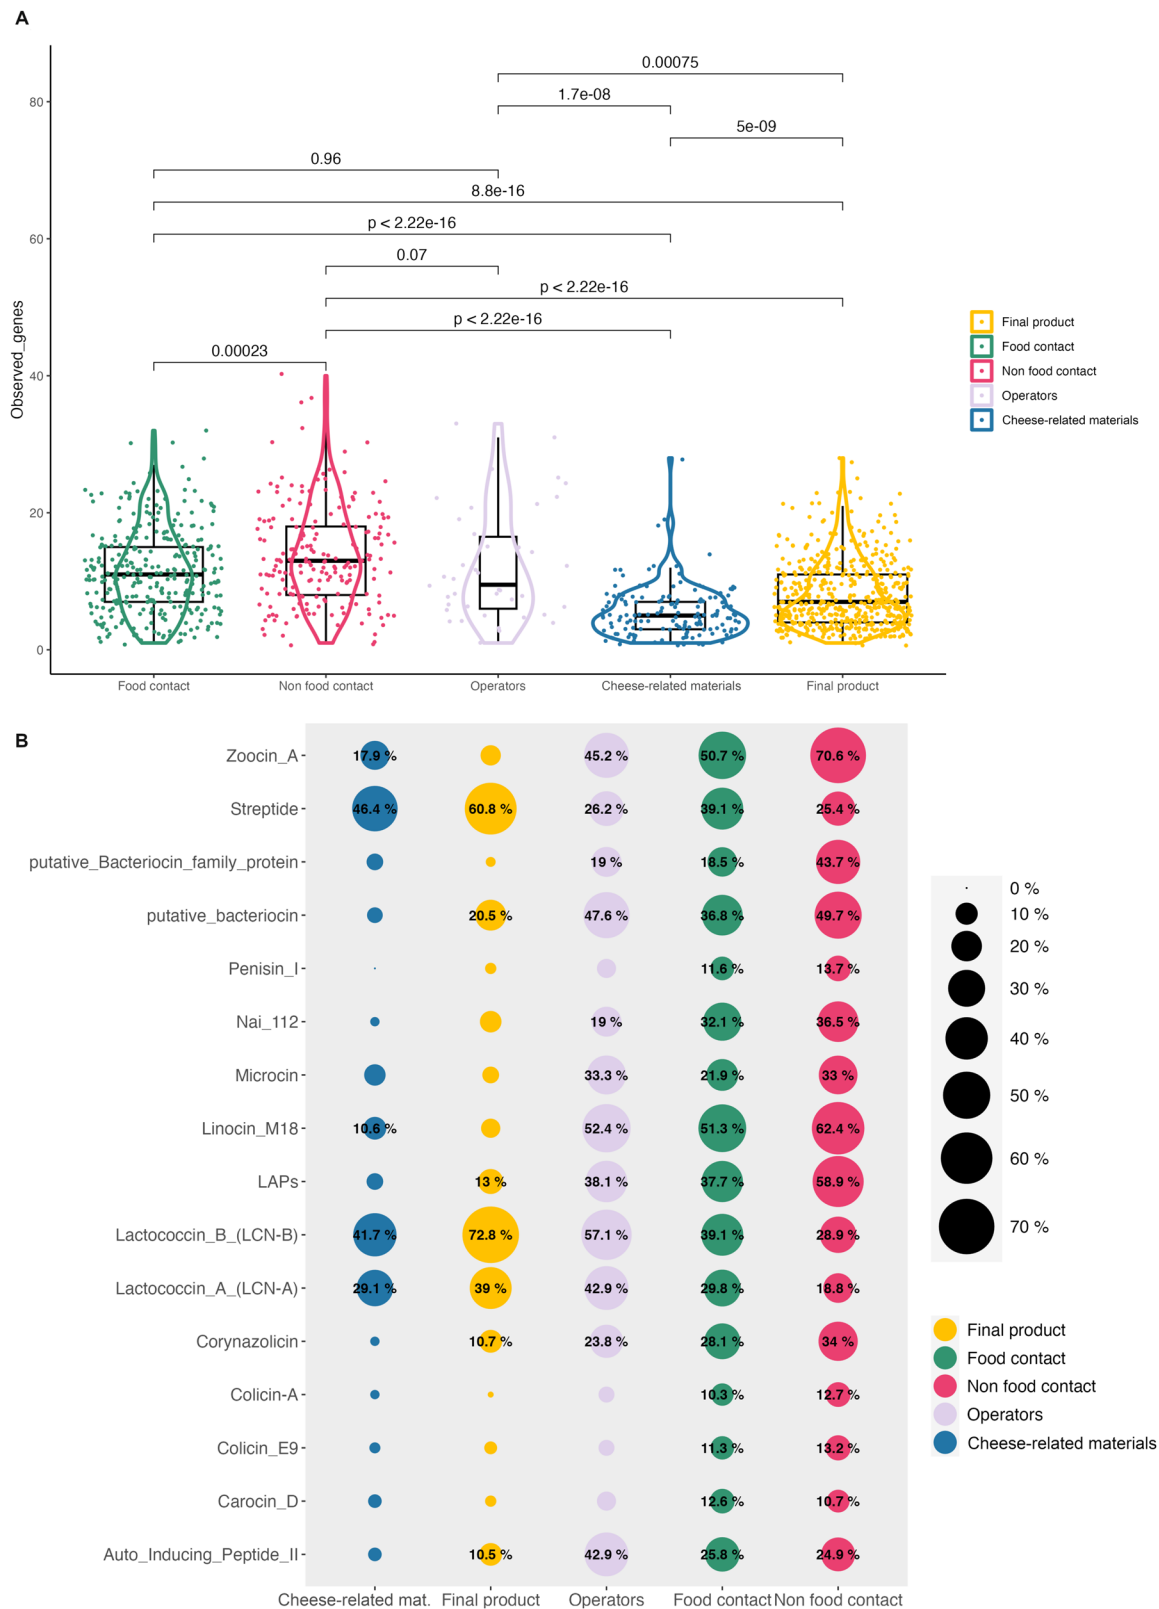 A
0.00075
1.7e-08
5e-09
0.96
8.8e-16
p < 2.22e-16
0.07
p < 2.22e-16
p < 2.22e-16
0.00023
Observed_genes
80
60
40
20
0
Food contact
Non food contact
Operators
Cheese-related materials
Final product
Final product
Food contact
Non food contact
Operators
Cheese-related materials
B
Zoocin_A 17.9 % 45.2 % 50.7 % 70.6 %
Streptide 46.4 % 60.8 % 26.2 % 39.1 % 25.4 %
putative_Bacteriocin_family_protein 19 % 18.5 % 43.7 %
putative_bacteriocin 20.5 % 47.6 % 36.8 % 49.7 %
Penisin_I 11.6 % 13.7 %
Nai_112 19 % 32.1 % 36.5 %
Microcin 33.3 % 21.9 % 33 %
Linocin_M18 10.6 % 52.4 % 51.3 % 62.4 %
LAPs 13 % 38.1 % 37.7 % 58.9 %
Lactococcin_B_(LCN-B) 41.7 % 72.8 % 57.1 % 39.1 % 28.9 %
Lactococcin_A_(LCN-A) 29.1 % 39 % 42.9 % 29.8 % 18.8 %
Corynazolicin 10.7 % 23.8 % 28.1 % 34 %
Colicin-A 10.3 % 12.7 %
Colicin_E9 11.3 % 13.2 %
Carocin_D 12.6 % 10.7 %
Auto_Inducing_Peptide_II 10.5 % 42.9 % 25.8 % 24.9 %
Cheese-related mat. Final product Operators Food contact Non food contact
0 %
10 %
20 %
30 %
40 %
50 %
60 %
70 %
Final product
Food contact
Non food contact
Operators
Cheese-related materials